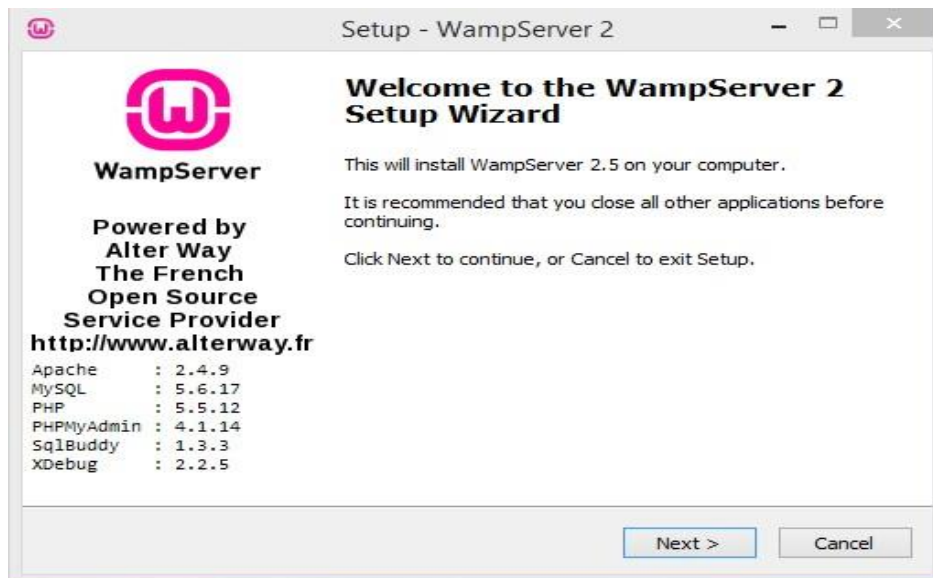 Setup - WampServer 2
WampServer
Powered by
Alter Way
The French
Open Source
Service Provider
http://www.alterway.fr
Apache : 2.4.9
MySQL : 5.6.17
PHP : 5.5.12
PHPMyAdmin : 4.1.14
SqlBuddy : 1.3.3
XDebug : 2.2.5
Welcome to the WampServer 2
Setup Wizard
This will install WampServer 2.5 on your computer.
It is recommended that you close all other applications before
continuing.
Click Next to continue, or Cancel to exit Setup.
Next >
Cancel